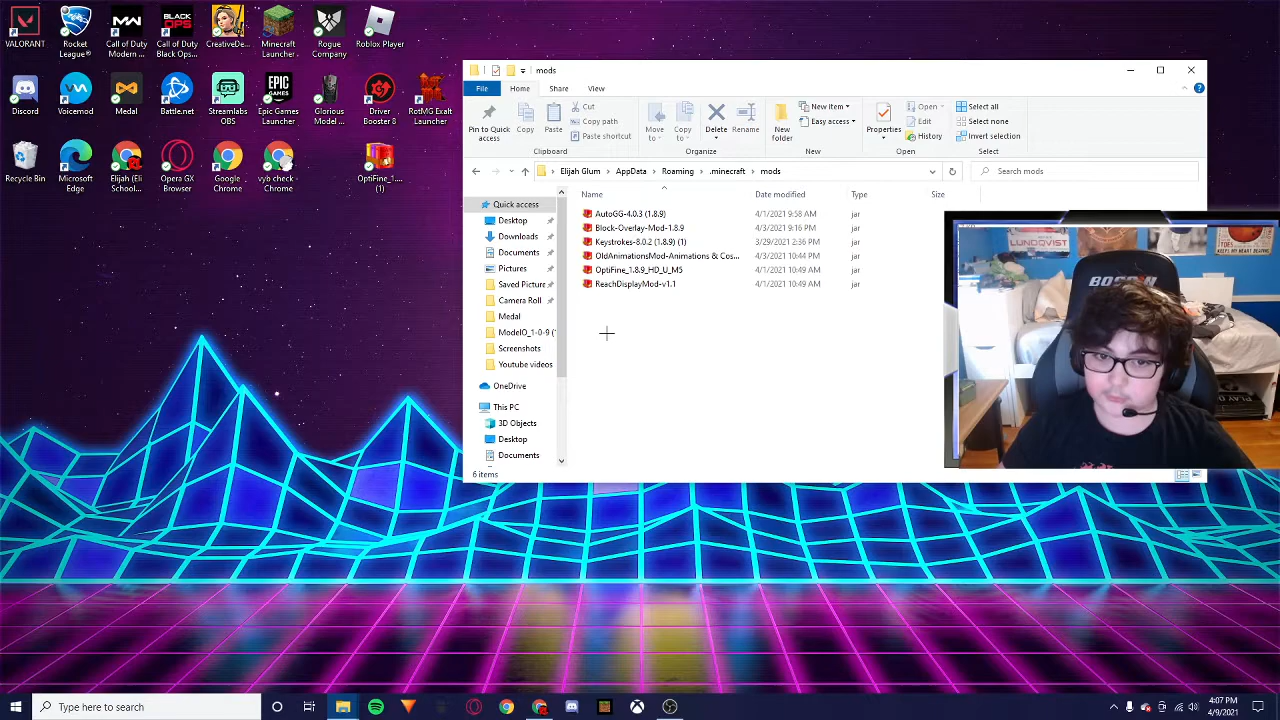 VALORANT
Rocket League®
Call of Duty Modern ...
Call of Duty Black Ops...
CreativeDe...
Minecraft Launcher
Rogue Company
Roblox Player
Discord
Voicemod
Medal
Battle.net
Streamlabs OBS
Epic Games Launcher
Glorious Model ...
Driver Booster 8
RotMG Exalt Launcher
Recycle Bin
Microsoft Edge
Elijah Eli School...
Opera GX Browser
Google Chrome
vyb check - Chrome
OptiFine_1.... (1)
mods
File
Home
Share
View
Pin to Quick access
Copy
Paste
Cut
Copy path
Paste shortcut
Clipboard
Move to
Copy to
Delete
Rename
Organize
New folder
New item
Easy access
New
Properties
Open
Edit
History
Open
Select all
Select none
Invert selection
Select
Elijah Glum > AppData > Roaming > .minecraft > mods
Search mods
Name
Date modified
Type
Size
AutoGG-4.0.3 (1.8.9) 4/1/2021 9:58 AM jar
Block-Overlay-Mod-1.8.9 4/3/2021 9:16 PM jar
Keystrokes-8.0.2 (1.8.9) (1) 3/29/2021 2:36 PM jar
OldAnimationsMod-Animations & Cos... 4/3/2021 10:44 PM jar
OptiFine_1.8.9_HD_U_M5 4/1/2021 10:49 AM jar
ReachDisplayMod-v1.1 4/1/2021 10:49 AM jar
Quick access
Desktop
Downloads
Documents
Pictures
Saved Picture
Camera Roll
Medal
ModelO_1-0-9 (
Screenshots
Youtube videos
OneDrive
This PC
3D Objects
Desktop
Documents
6 items
LUNDQVIST
Type here to search
4:07 PM
4/9/2021